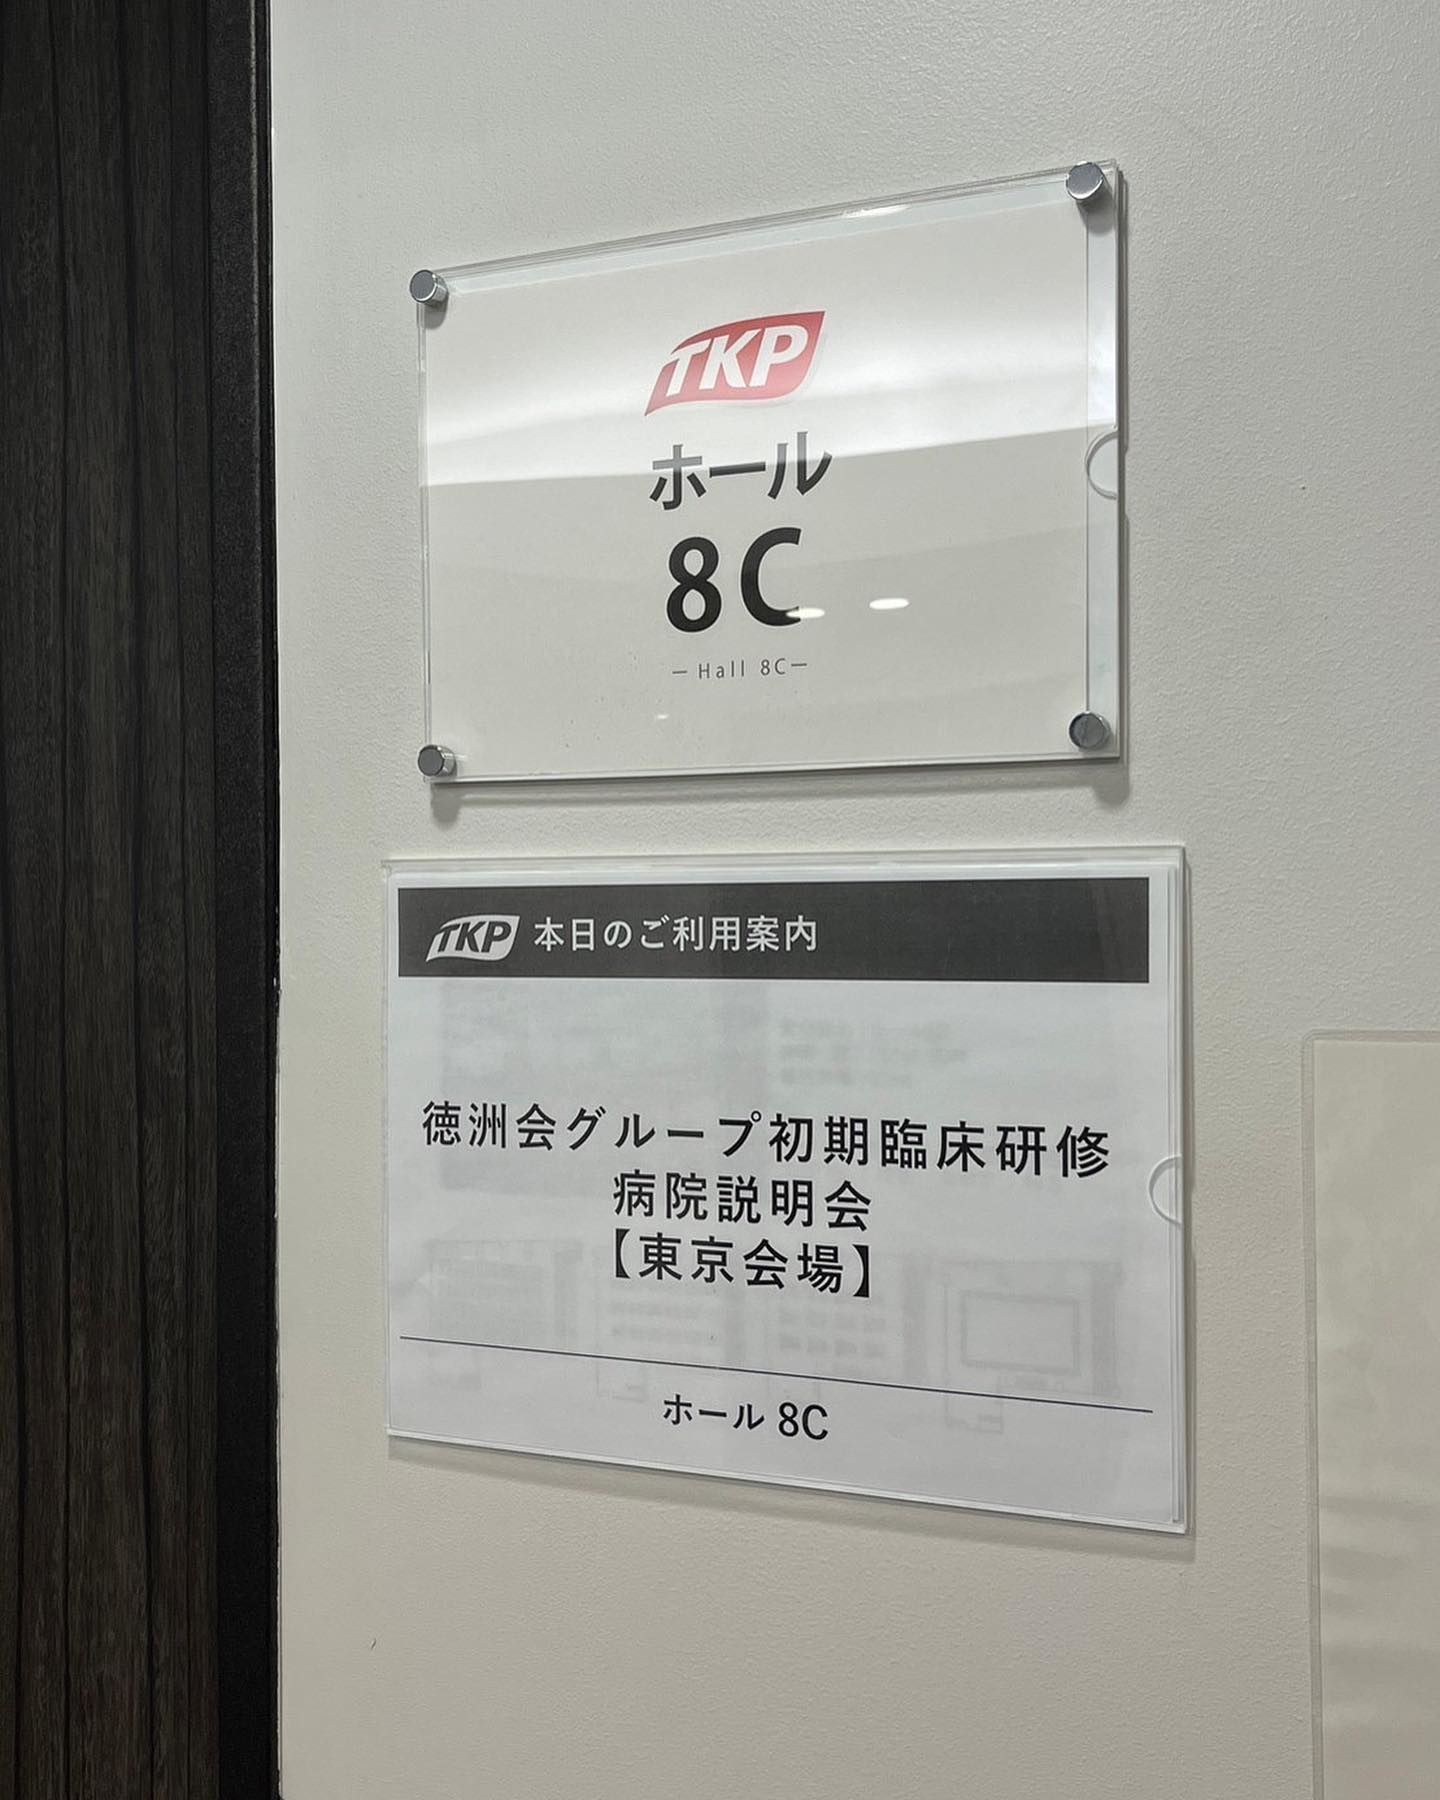 TKP
ホール
8C
－Hall 8C－
TKP 本日のご利用案内
徳洲会グループ初期臨床研修
病院説明会
【東京会場】
ホール 8C